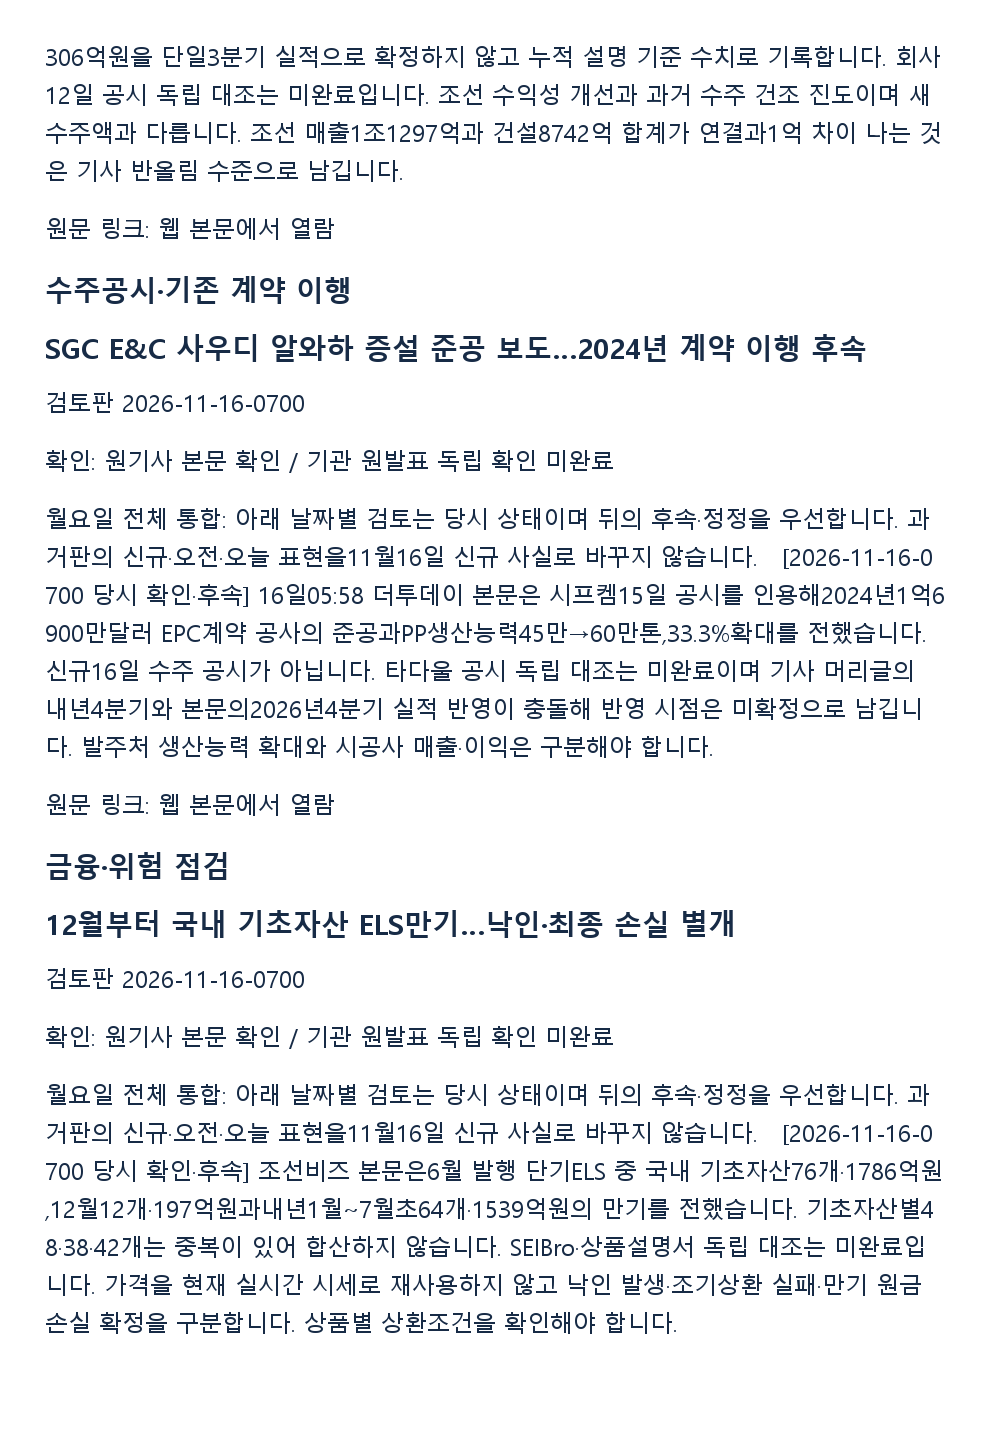 306억원을 단일3분기 실적으로 확정하지 않고 누적 설명 기준 수치로 기록합니다. 회사
12일 공시 독립 대조는 미완료입니다. 조선 수익성 개선과 과거 수주 건조 진도이며 새
수주액과 다릅니다. 조선 매출1조1297억과 건설8742억 합계가 연결과1억 차이 나는 것
은 기사 반올림 수준으로 남깁니다.
원문 링크: 웹 본문에서 열람
수주공시·기존 계약 이행
SGC E&C 사우디 알와하 증설 준공 보도...2024년 계약 이행 후속
검토판 2026-11-16-0700
확인: 원기사 본문 확인 / 기관 원발표 독립 확인 미완료
월요일 전체 통합: 아래 날짜별 검토는 당시 상태이며 뒤의 후속·정정을 우선합니다. 과
거판의 신규·오전·오늘 표현을11월16일 신규 사실로 바꾸지 않습니다.   [2026-11-16-0
700 당시 확인·후속] 16일05:58 더투데이 본문은 시프켐15일 공시를 인용해2024년1억6
900만달러 EPC계약 공사의 준공과PP생산능력45만→60만톤,33.3%확대를 전했습니다.
신규16일 수주 공시가 아닙니다. 타다울 공시 독립 대조는 미완료이며 기사 머리글의
내년4분기와 본문의2026년4분기 실적 반영이 충돌해 반영 시점은 미확정으로 남깁니
다. 발주처 생산능력 확대와 시공사 매출·이익은 구분해야 합니다.
원문 링크: 웹 본문에서 열람
금융·위험 점검
12월부터 국내 기초자산 ELS만기...낙인·최종 손실 별개
검토판 2026-11-16-0700
확인: 원기사 본문 확인 / 기관 원발표 독립 확인 미완료
월요일 전체 통합: 아래 날짜별 검토는 당시 상태이며 뒤의 후속·정정을 우선합니다. 과
거판의 신규·오전·오늘 표현을11월16일 신규 사실로 바꾸지 않습니다.   [2026-11-16-0
700 당시 확인·후속] 조선비즈 본문은6월 발행 단기ELS 중 국내 기초자산76개·1786억원
,12월12개·197억원과내년1월~7월초64개·1539억원의 만기를 전했습니다. 기초자산별4
8·38·42개는 중복이 있어 합산하지 않습니다. SEIBro·상품설명서 독립 대조는 미완료입
니다. 가격을 현재 실시간 시세로 재사용하지 않고 낙인 발생·조기상환 실패·만기 원금
손실 확정을 구분합니다. 상품별 상환조건을 확인해야 합니다.